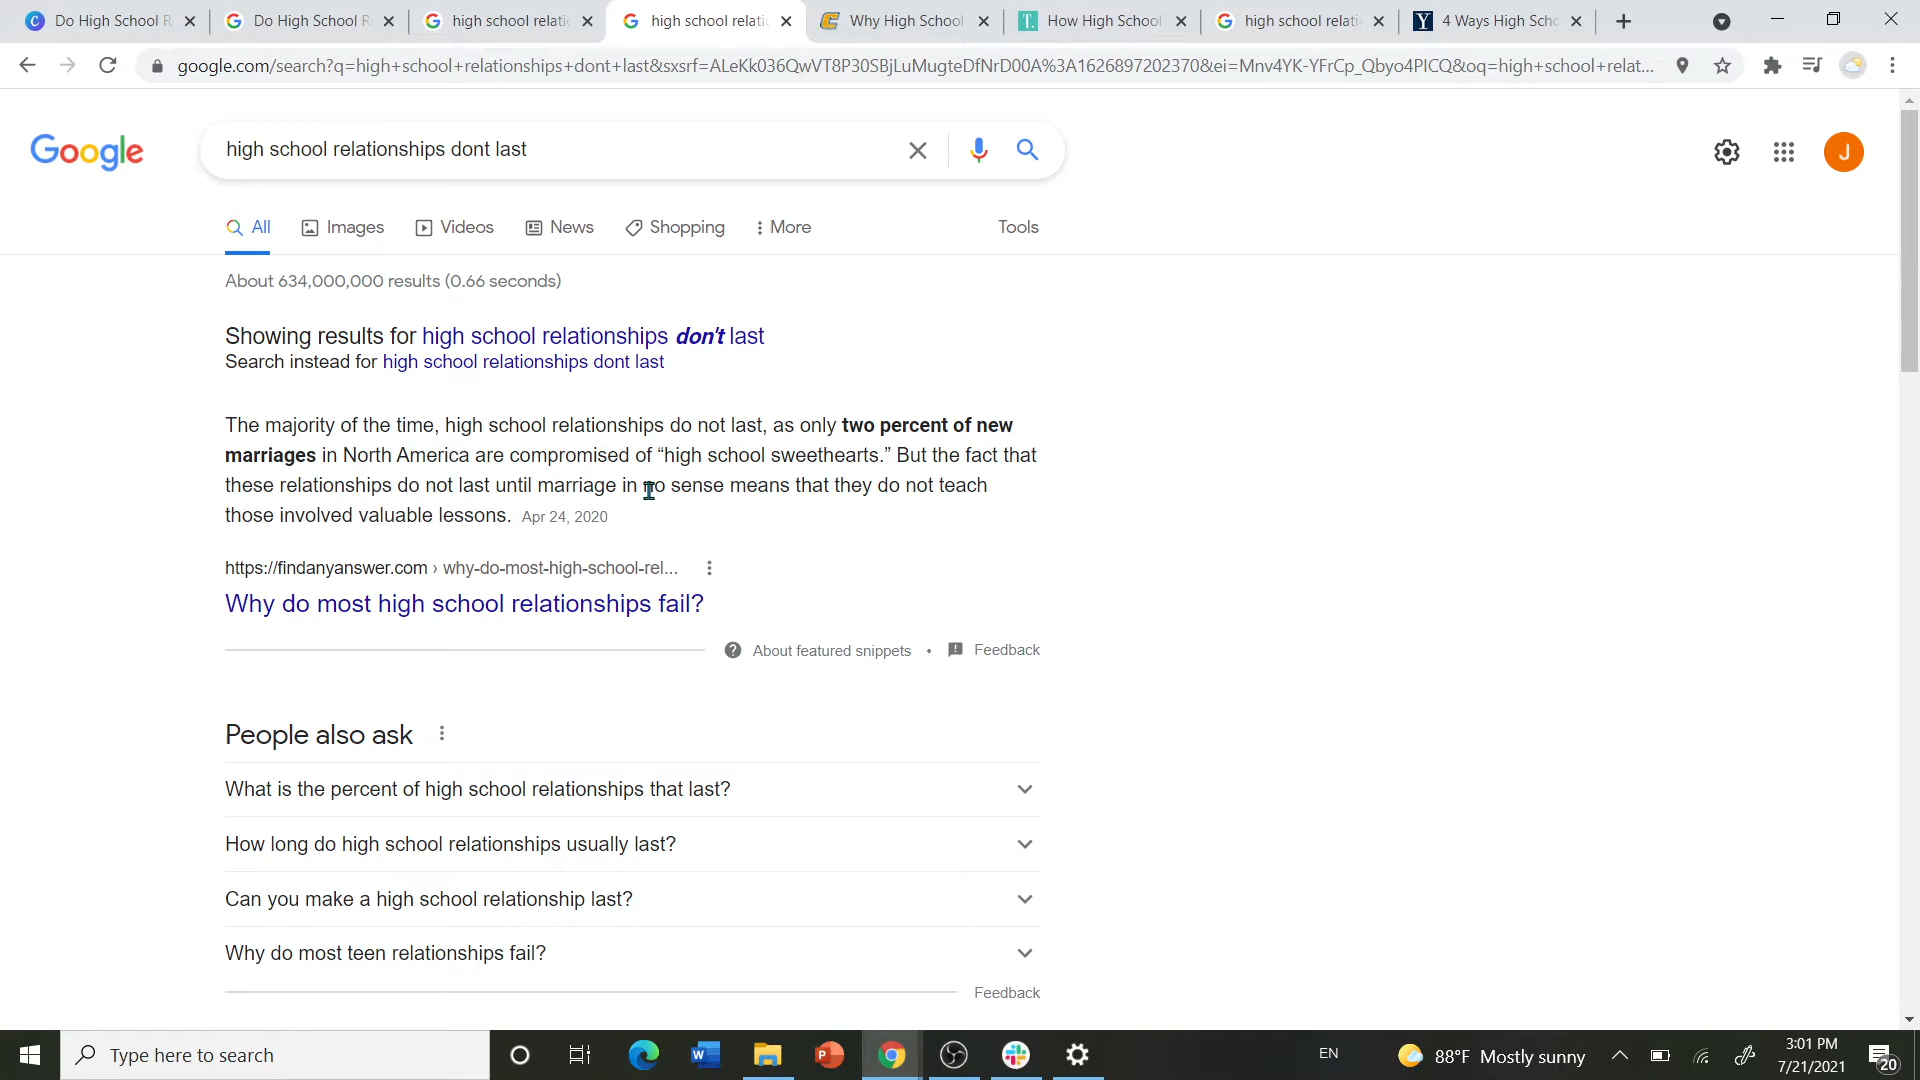 Do High School R
Do High School R
high school relatio
high school relatio
Why High School
How High School
high school relatio
4 Ways High Scho
google.com/search?q=high+school+relationships+dont+last&sxsrf=ALeKk036QwVT8P30SBjLuMugteDfNrD00A%3A1626897202370&ei=Mnv4YK-YFrCp_Qbyo4PICQ&oq=high+school+relat...
Google
high school relationships dont last
J
All
Images
Videos
News
Shopping
More
Tools
About 634,000,000 results (0.66 seconds)
Showing results for high school relationships don't last
Search instead for high school relationships dont last
The majority of the time, high school relationships do not last, as only two percent of new
marriages in North America are compromised of “high school sweethearts.” But the fact that
these relationships do not last until marriage in no sense means that they do not teach
those involved valuable lessons. Apr 24, 2020
https://findanyanswer.com › why-do-most-high-school-rel...
Why do most high school relationships fail?
About featured snippets • Feedback
People also ask
What is the percent of high school relationships that last?
How long do high school relationships usually last?
Can you make a high school relationship last?
Why do most teen relationships fail?
Feedback
Type here to search
EN
88°F Mostly sunny
3:01 PM
7/21/2021
20